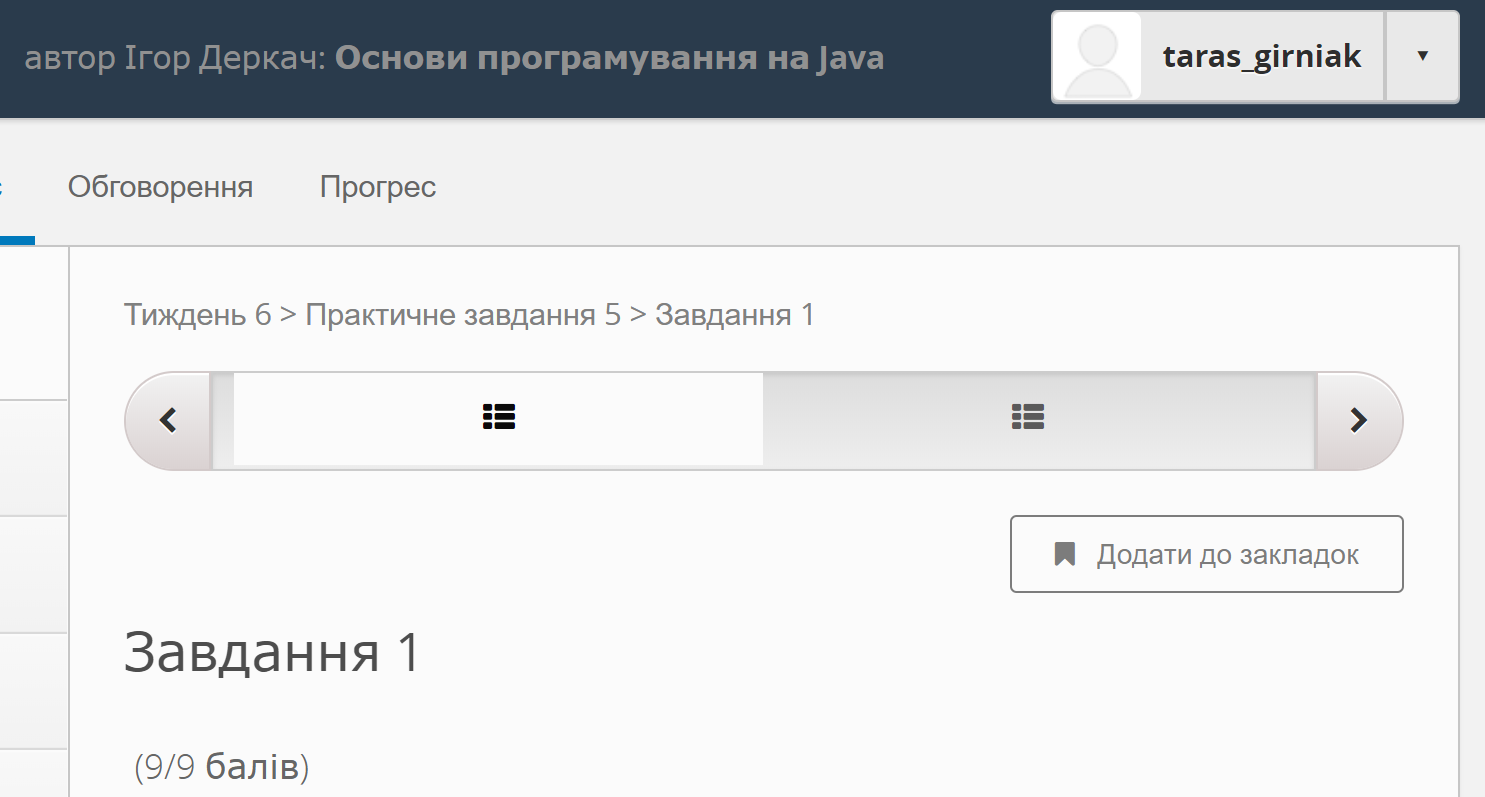 автор Ігор Деркач: Основи програмування на Java
taras_girniak
Обговорення
Прогрес
Тиждень 6 > Практичне завдання 5 > Завдання 1
Додати до закладок
Завдання 1
(9/9 балів)